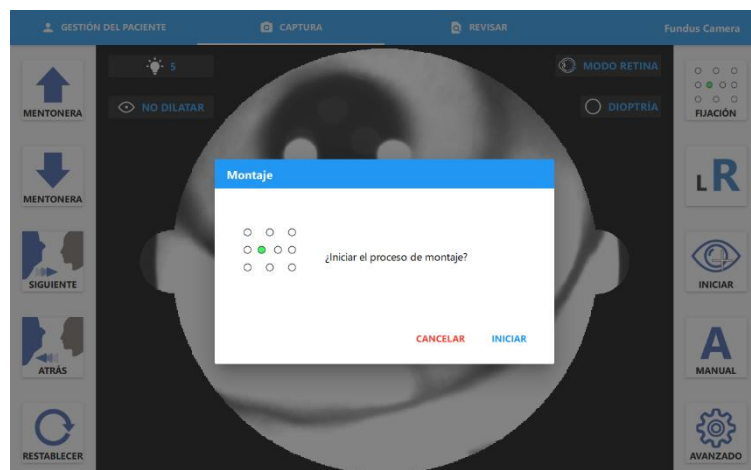 GESTIÓN DEL PACIENTE
CAPTURA
REVISAR
Fundus Camera
MENTONERA
5
MODO RETINA
FIJACIÓN
NO DILATAR
DIOPTRÍA
MENTONERA
L R
Montaje
¿Iniciar el proceso de montaje?
CANCELAR INICIAR
SIGUIENTE
INICIAR
ATRÁS
A
MANUAL
RESTABLECER
AVANZADO